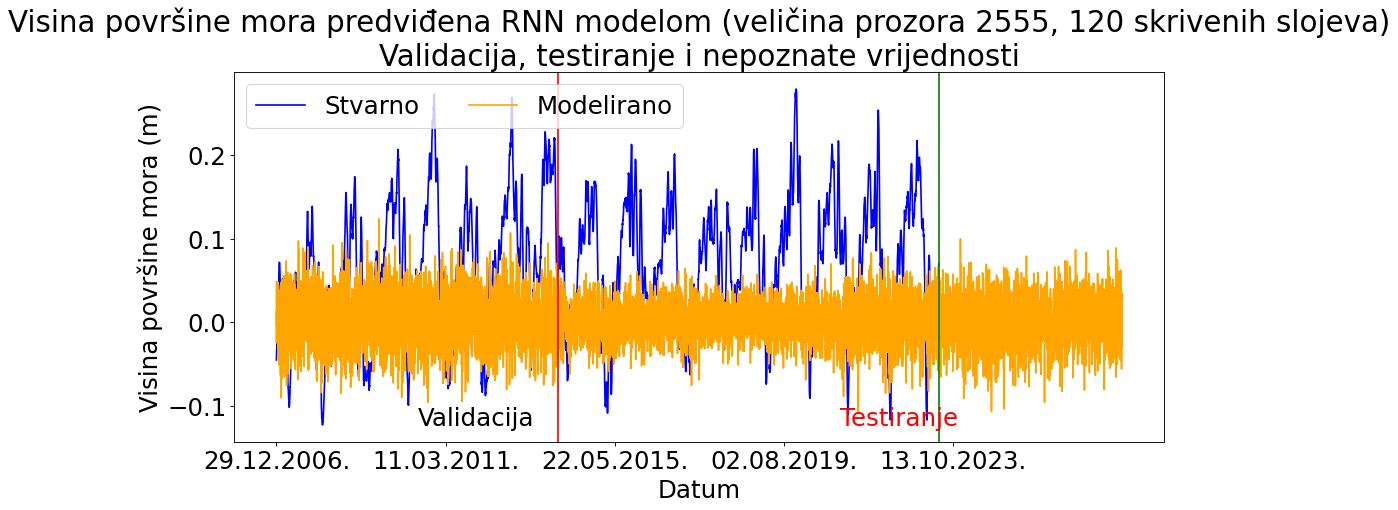 Visina površine mora predviđena RNN modelom (veličina prozora 2555, 120 skrivenih slojeva)
Validacija, testiranje i nepoznate vrijednosti
Stvarno
Modelirano
Visina površine mora (m)
0.2
0.1
0.0
−0.1
Validacija
Testiranje
29.12.2006.
11.03.2011.
22.05.2015.
02.08.2019.
13.10.2023.
Datum